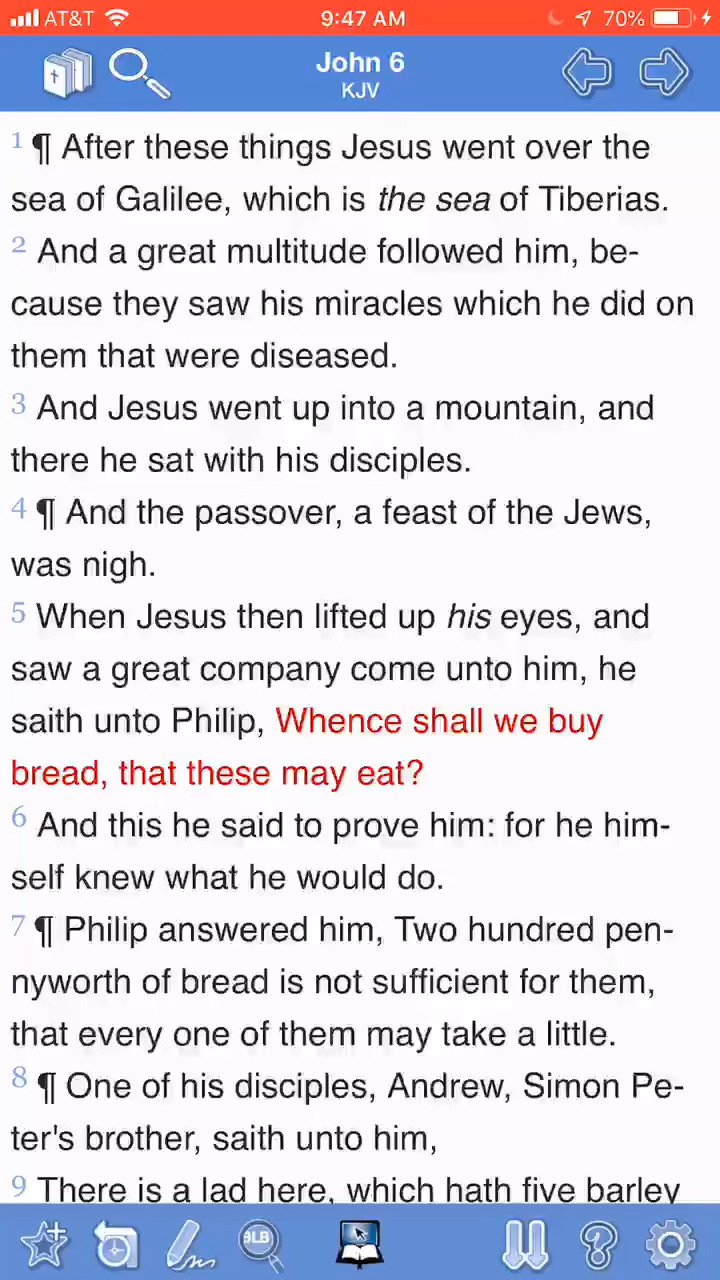 AT&T 9:47 AM 70%
John 6
KJV
1 ¶ After these things Jesus went over the
sea of Galilee, which is the sea of Tiberias.
2 And a great multitude followed him, be-
cause they saw his miracles which he did on
them that were diseased.
3 And Jesus went up into a mountain, and
there he sat with his disciples.
4 ¶ And the passover, a feast of the Jews,
was nigh.
5 When Jesus then lifted up his eyes, and
saw a great company come unto him, he
saith unto Philip, Whence shall we buy
bread, that these may eat?
6 And this he said to prove him: for he him-
self knew what he would do.
7 ¶ Philip answered him, Two hundred pen-
nyworth of bread is not sufficient for them,
that every one of them may take a little.
8 ¶ One of his disciples, Andrew, Simon Pe-
ter's brother, saith unto him,
9 There is a lad here, which hath five barley